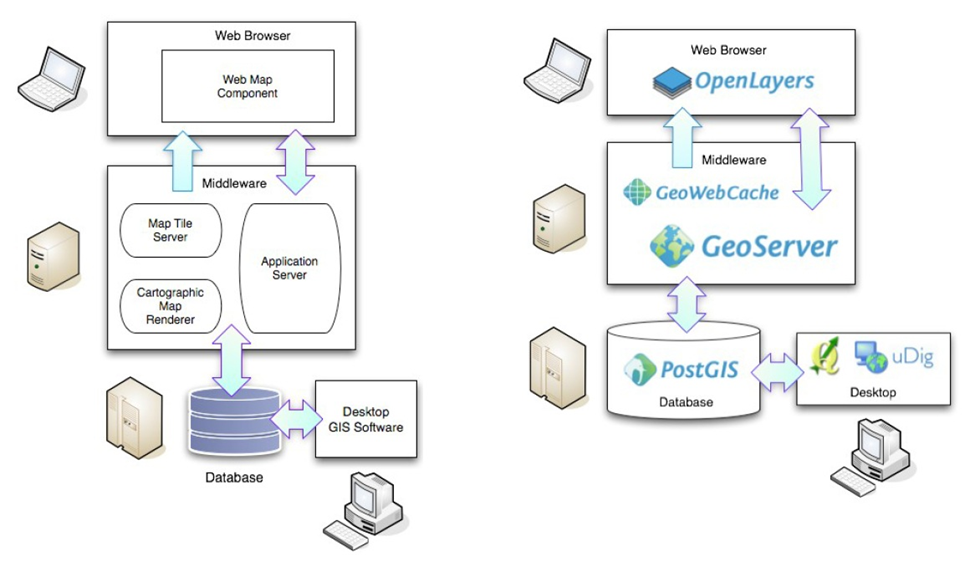 Web Browser
Web Map
Component
Middleware
Map Tile
Server
Cartographic
Map
Renderer
Application
Server
Database
Desktop
GIS Software
Web Browser
OpenLayers
Middleware
GeoWebCache
GeoServer
PostGIS
Database
uDig
Desktop